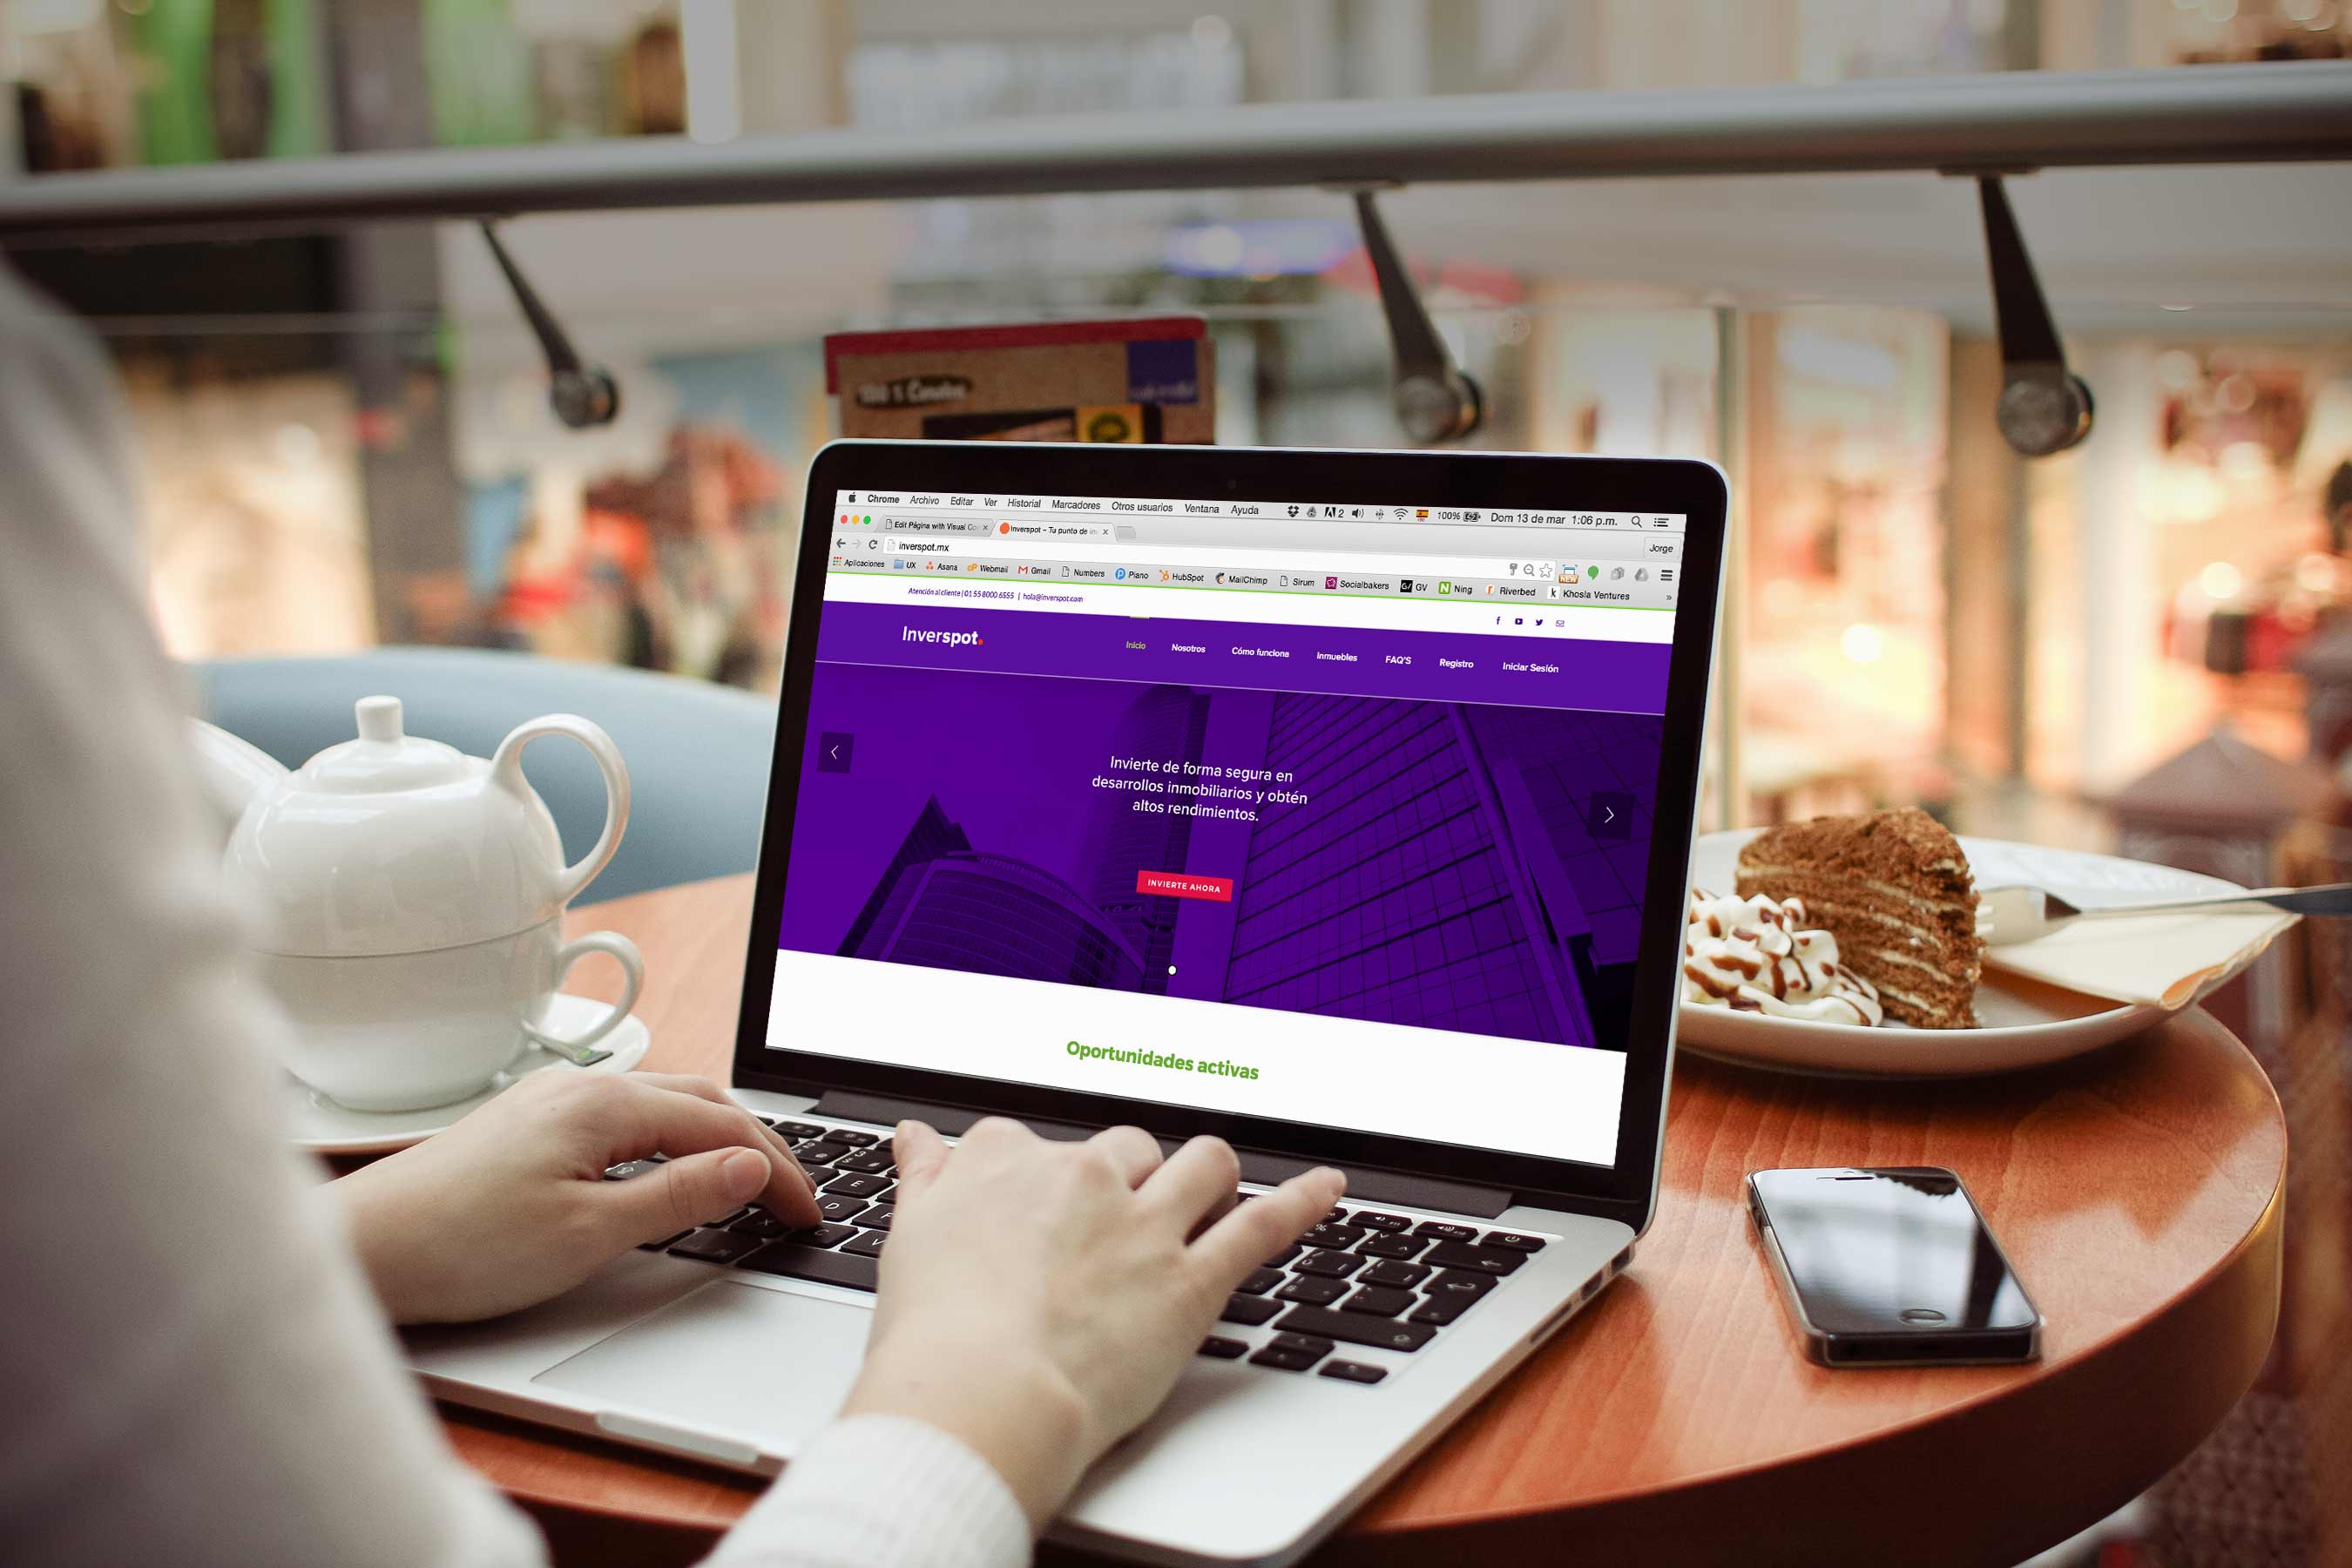 Chrome Archivo Editar Ver Historial Marcadores Otros usuarios Ventana Ayuda 2 100% Dom 13 de mar 1:06 p.m.
Edit Página with Visual Co Inverspot – Tu punto de in
Jorge
inverspot.mx
Aplicaciones UX Asana Webmail Gmail Numbers Piano HubSpot MailChimp Sirum Socialbakers GV Ning Riverbed Khosla Ventures »
NEW
Atención al cliente | 01 55 8000 6555 | hola@inverspot.com
Inverspot.
Inicio Nosotros Cómo funciona Inmuebles FAQ'S Registro Iniciar Sesión
Invierte de forma segura en
desarrollos inmobiliarios y obtén
altos rendimientos.
INVIERTE AHORA
Oportunidades activas
E
D F
X C V